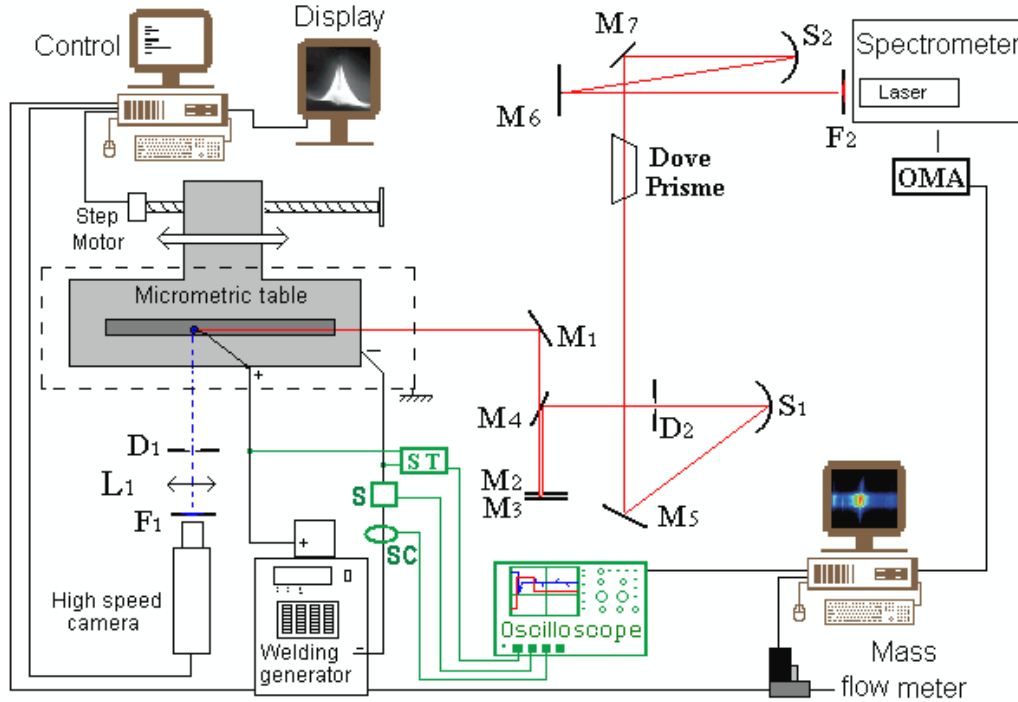 Control
Display
M7
S2
Spectrometer
Laser
M6
F2
Dove
Prisme
OMA
Step
Motor
Micrometric table
M1
+
−
M4
D2
S1
D1
ST
L1
M2
M3
S
M5
F1
SC
+
High speed
camera
Oscilloscope
Welding
generator
−
Mass
flow meter